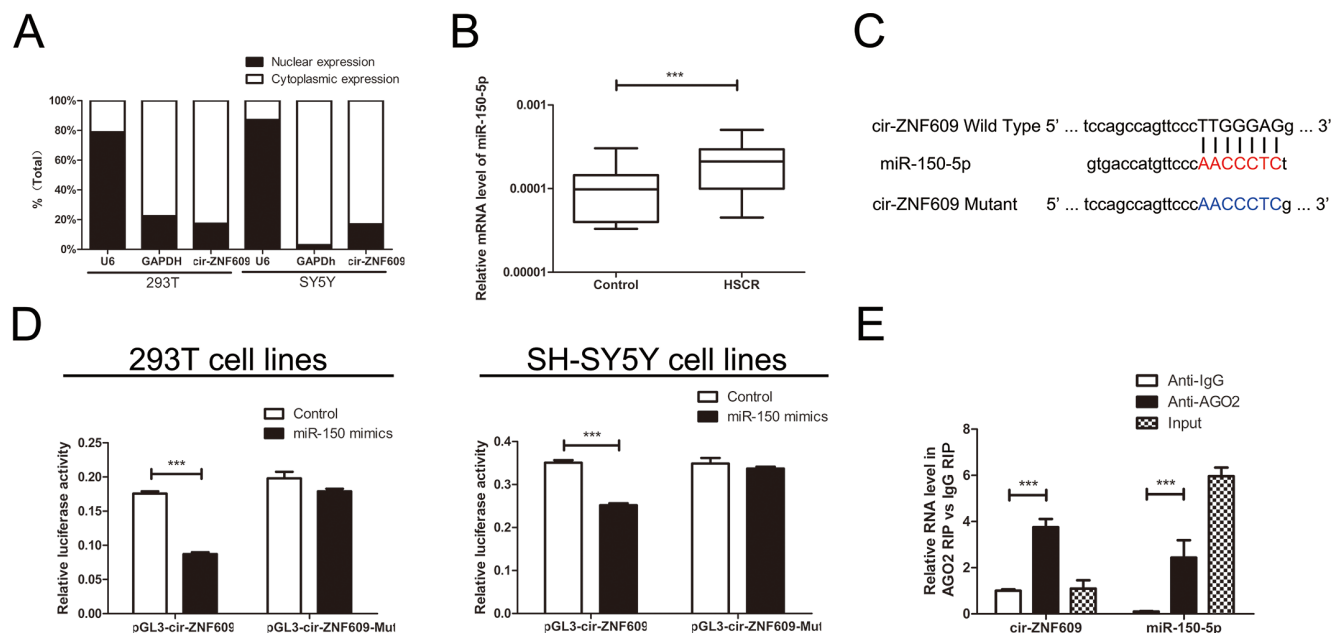 A
Nuclear expression
Cytoplasmic expression
100%
80%
60%
40%
20%
0%
% (Total)
U6
GAPDH
cir-ZNF609
U6
GAPDh
cir-ZNF609
293T
SY5Y
B
***
0.001
0.0001
0.00001
Relative mRNA level of miR-150-5p
Control
HSCR
C
cir-ZNF609 Wild Type 5’ ... tccagccagttcccTTGGGAGg ... 3’
miR-150-5p gtgaccatgttcccAACCCTCt
cir-ZNF609 Mutant 5’ ... tccagccagttcccAACCCTCg ... 3’
D
293T cell lines
Control
miR-150 mimics
0.25
0.20
0.15
0.10
0.05
0.00
Relative luciferase activity
***
pGL3-cir-ZNF609
pGL3-cir-ZNF609-Mut
SH-SY5Y cell lines
Control
miR-150 mimics
0.4
0.3
0.2
0.1
0.0
Relative luciferase activity
***
pGL3-cir-ZNF609
pGL3-cir-ZNF609-Mut
E
Anti-IgG
Anti-AGO2
Input
8
6
4
2
0
Relative RNA level in
AGO2 RIP vs IgG RIP
***
***
cir-ZNF609
miR-150-5p